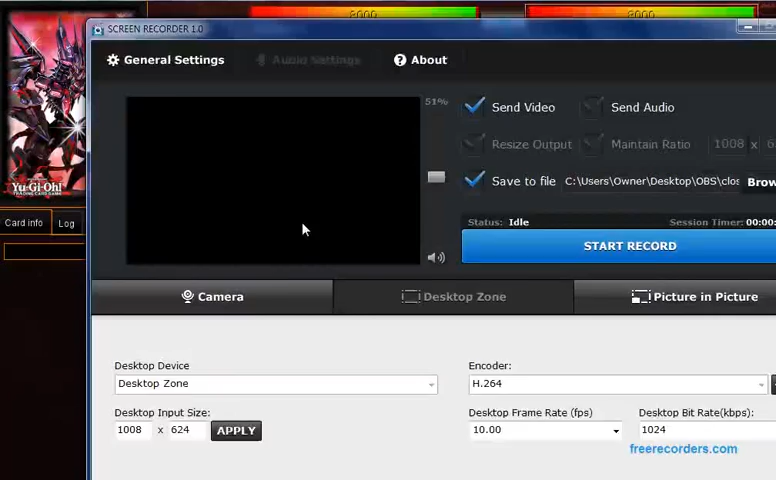 8000 8000
SCREEN RECORDER 1.0
General Settings Audio Settings About
51%
Send Video Send Audio
Resize Output Maintain Ratio 1008 x
Save to file C:\Users\Owner\Desktop\OBS\clos Brow
Yu-Gi-Oh!
TRADING CARD GAME
Card info Log
Status: Idle Session Timer: 00:00:
START RECORD
Camera Desktop Zone Picture in Picture
Desktop Device
Desktop Zone
Encoder:
H.264
Desktop Input Size:
1008 x 624 APPLY
Desktop Frame Rate (fps) Desktop Bit Rate(kbps):
10.00 1024
freerecorders.com